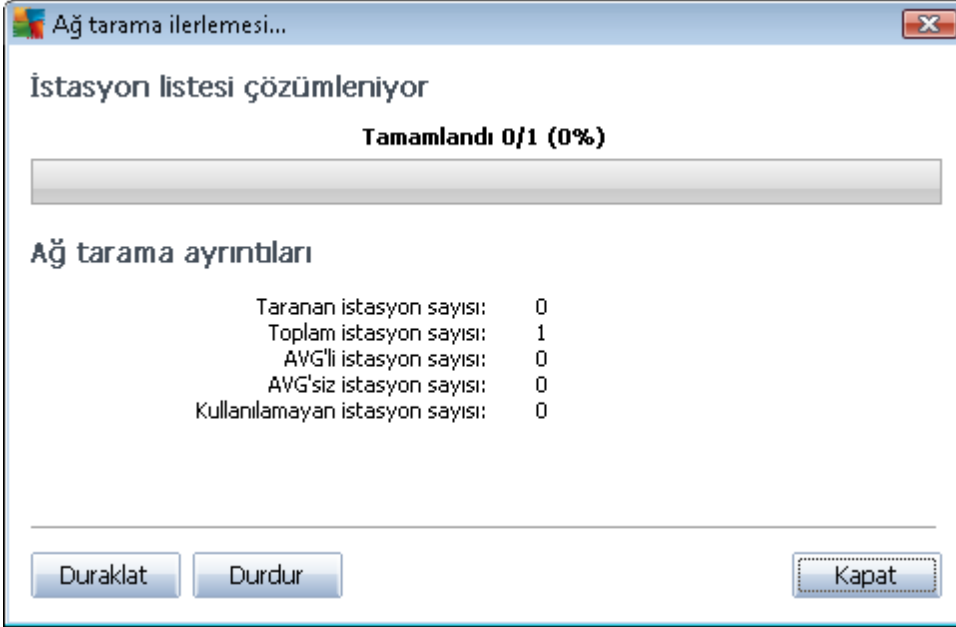 Ağ tarama ilerlemesi...
İstasyon listesi çözümleniyor
Tamamlandı 0/1 (0%)
Ağ tarama ayrıntıları
Taranan istasyon sayısı: 0
Toplam istasyon sayısı: 1
AVG'li istasyon sayısı: 0
AVG'siz istasyon sayısı: 0
Kullanılamayan istasyon sayısı: 0
Duraklat Durdur Kapat